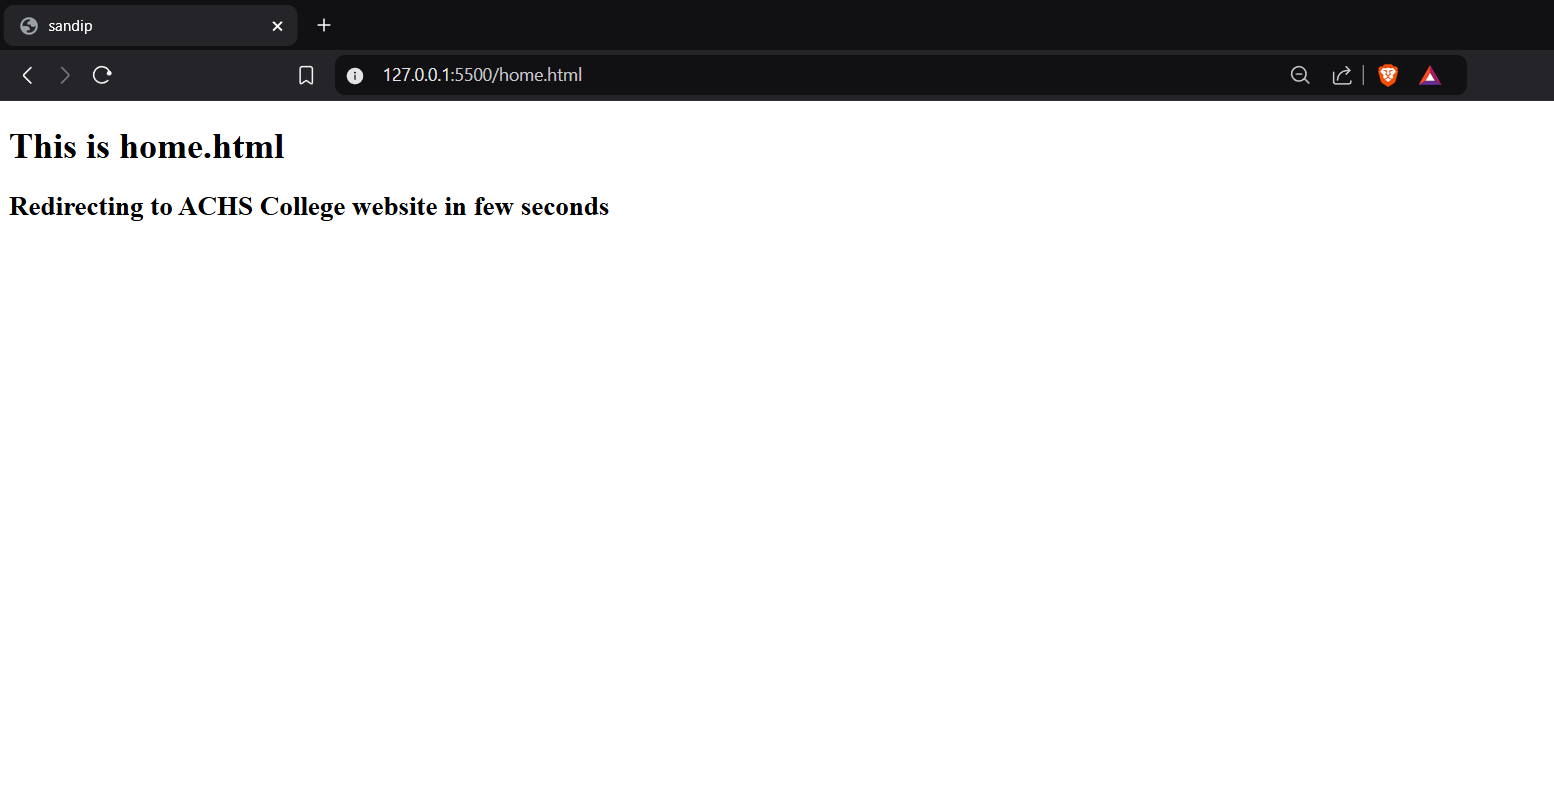 sandip
127.0.0.1:5500/home.html
This is home.html
Redirecting to ACHS College website in few seconds